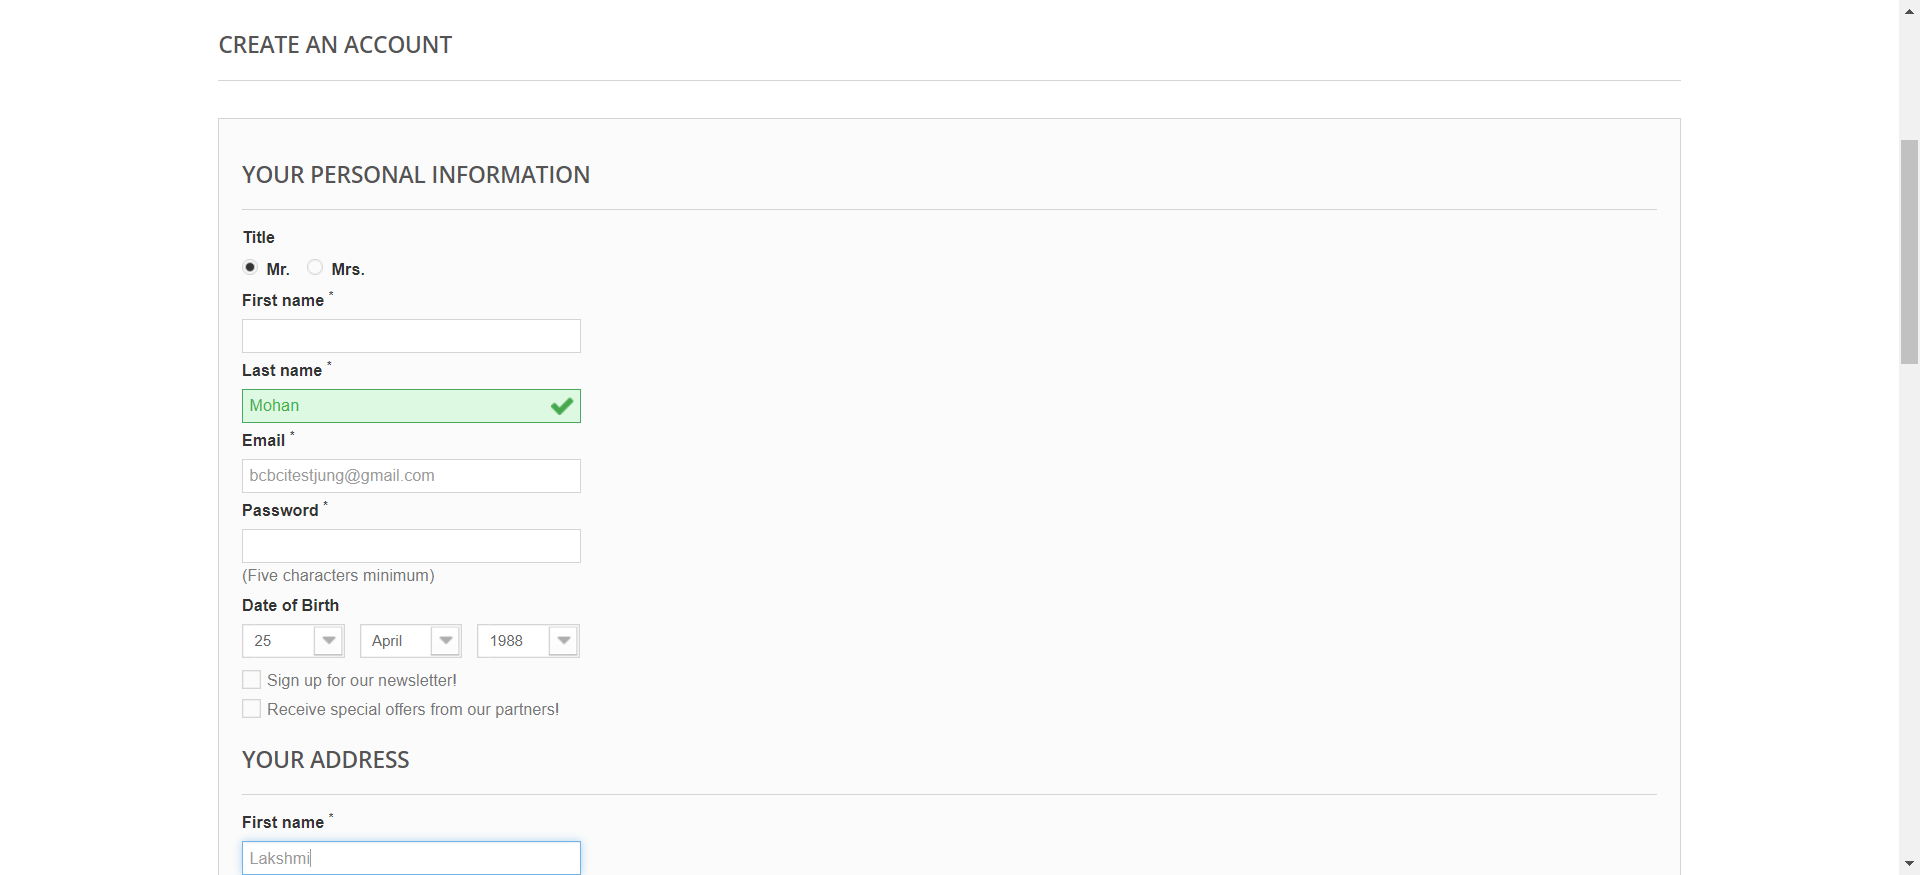 CREATE AN ACCOUNT
YOUR PERSONAL INFORMATION
Title
Mr. Mrs.
First name *
Last name *
Mohan
Email *
bcbcitestjung@gmail.com
Password *
(Five characters minimum)
Date of Birth
25 April 1988
Sign up for our newsletter!
Receive special offers from our partners!
YOUR ADDRESS
First name *
Lakshmi